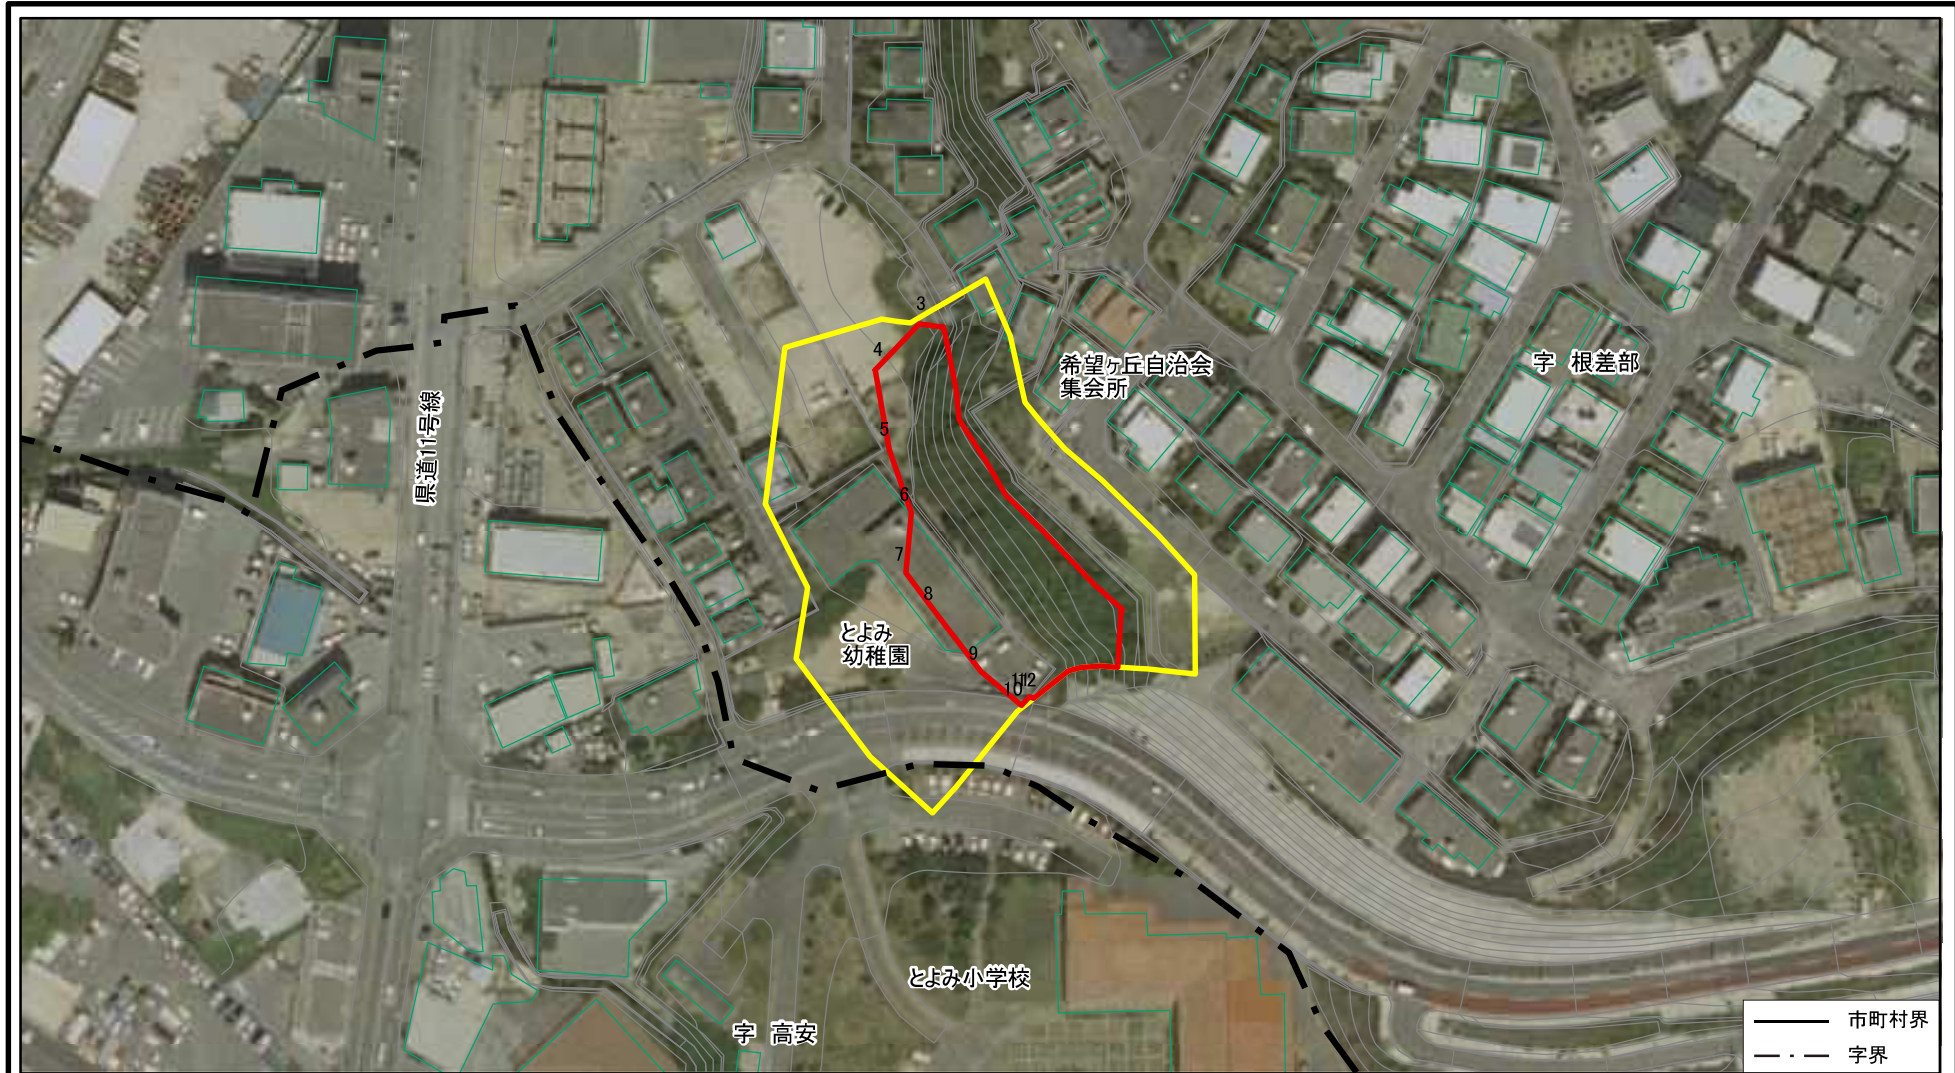 3
4
希望ヶ丘自治会
集会所
字 根差部
県道11号線
5
6
7
8
とよみ
幼稚園
9
10
11
12
とよみ小学校
字 高安
市町村界
字界